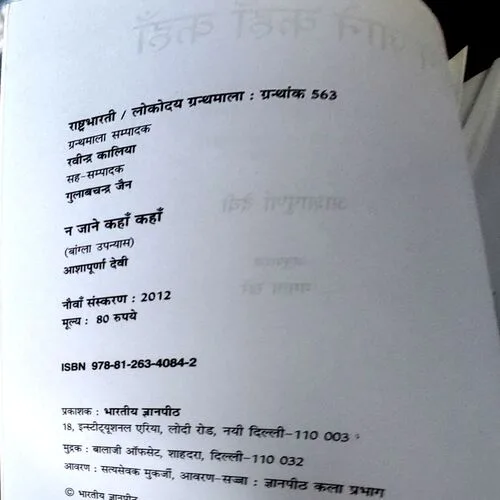 राष्ट्रभारती / लोकोदय ग्रन्थमाला : ग्रन्थांक 563
ग्रन्थमाला सम्पादक
रवीन्द्र कालिया
सह-सम्पादक
गुलाबचन्द्र जैन
न जाने कहाँ कहाँ
(बांग्ला उपन्यास)
आशापूर्णा देवी
नौवाँ संस्करण : 2012
मूल्य : 80 रुपये
ISBN 978-81-263-4084-2
प्रकाशक : भारतीय ज्ञानपीठ
18, इन्स्टीट्यूशनल एरिया, लोदी रोड, नयी दिल्ली-110 003
मुद्रक : बालाजी ऑफसेट, शाहदरा, दिल्ली-110 032
आवरण : सत्यसेवक मुकर्जी, आवरण-सज्जा : ज्ञानपीठ कला प्रभाग
© भारतीय ज्ञानपीठ